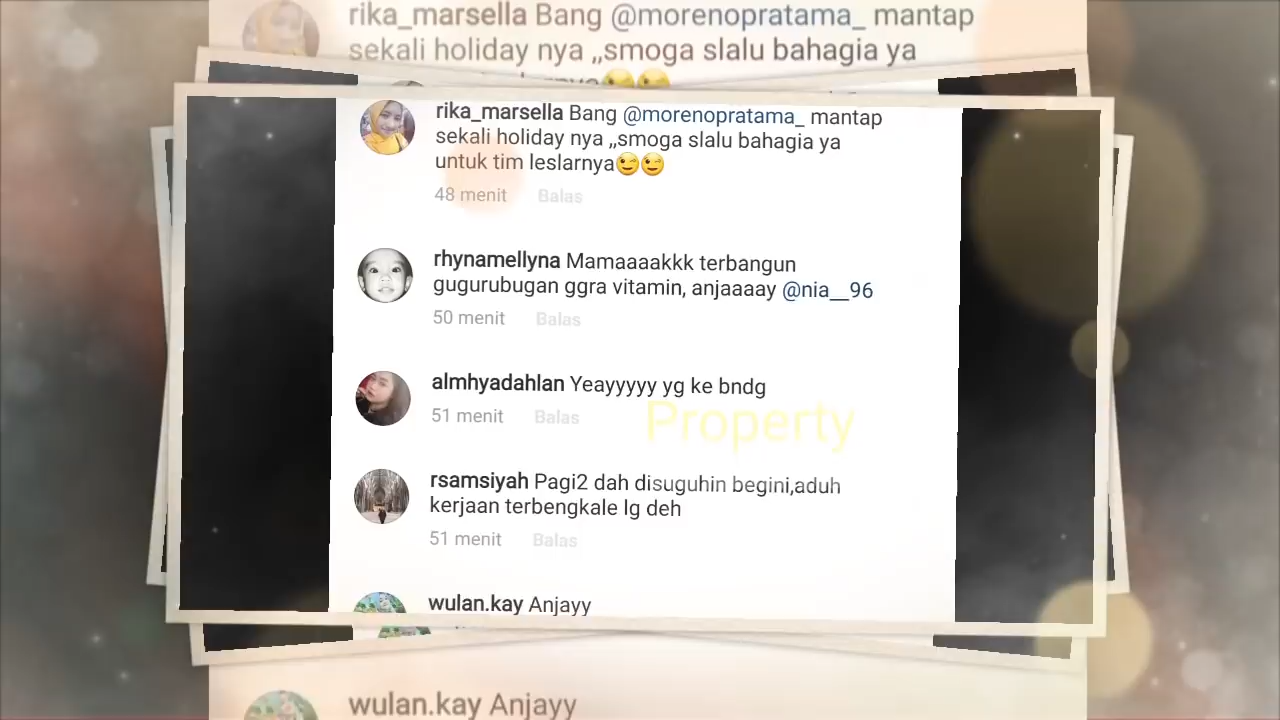 rika_marsella Bang @morenopratama_ mantap
sekali holiday nya ,,smoga slalu bahagia ya
rika_marsella Bang @morenopratama_ mantap
sekali holiday nya ,,smoga slalu bahagia ya
untuk tim leslarnya😉😉
48 menit Balas
rhynamellyna Mamaaaakkk terbangun
gugurubugan ggra vitamin, anjaaaay @nia__96
50 menit Balas
almhyadahlan Yeayyyyy yg ke bndg
51 menit Balas
Property
rsamsiyah Pagi2 dah disuguhin begini,aduh
kerjaan terbengkale lg deh
51 menit Balas
wulan.kay Anjayy
wulan.kay Anjayy